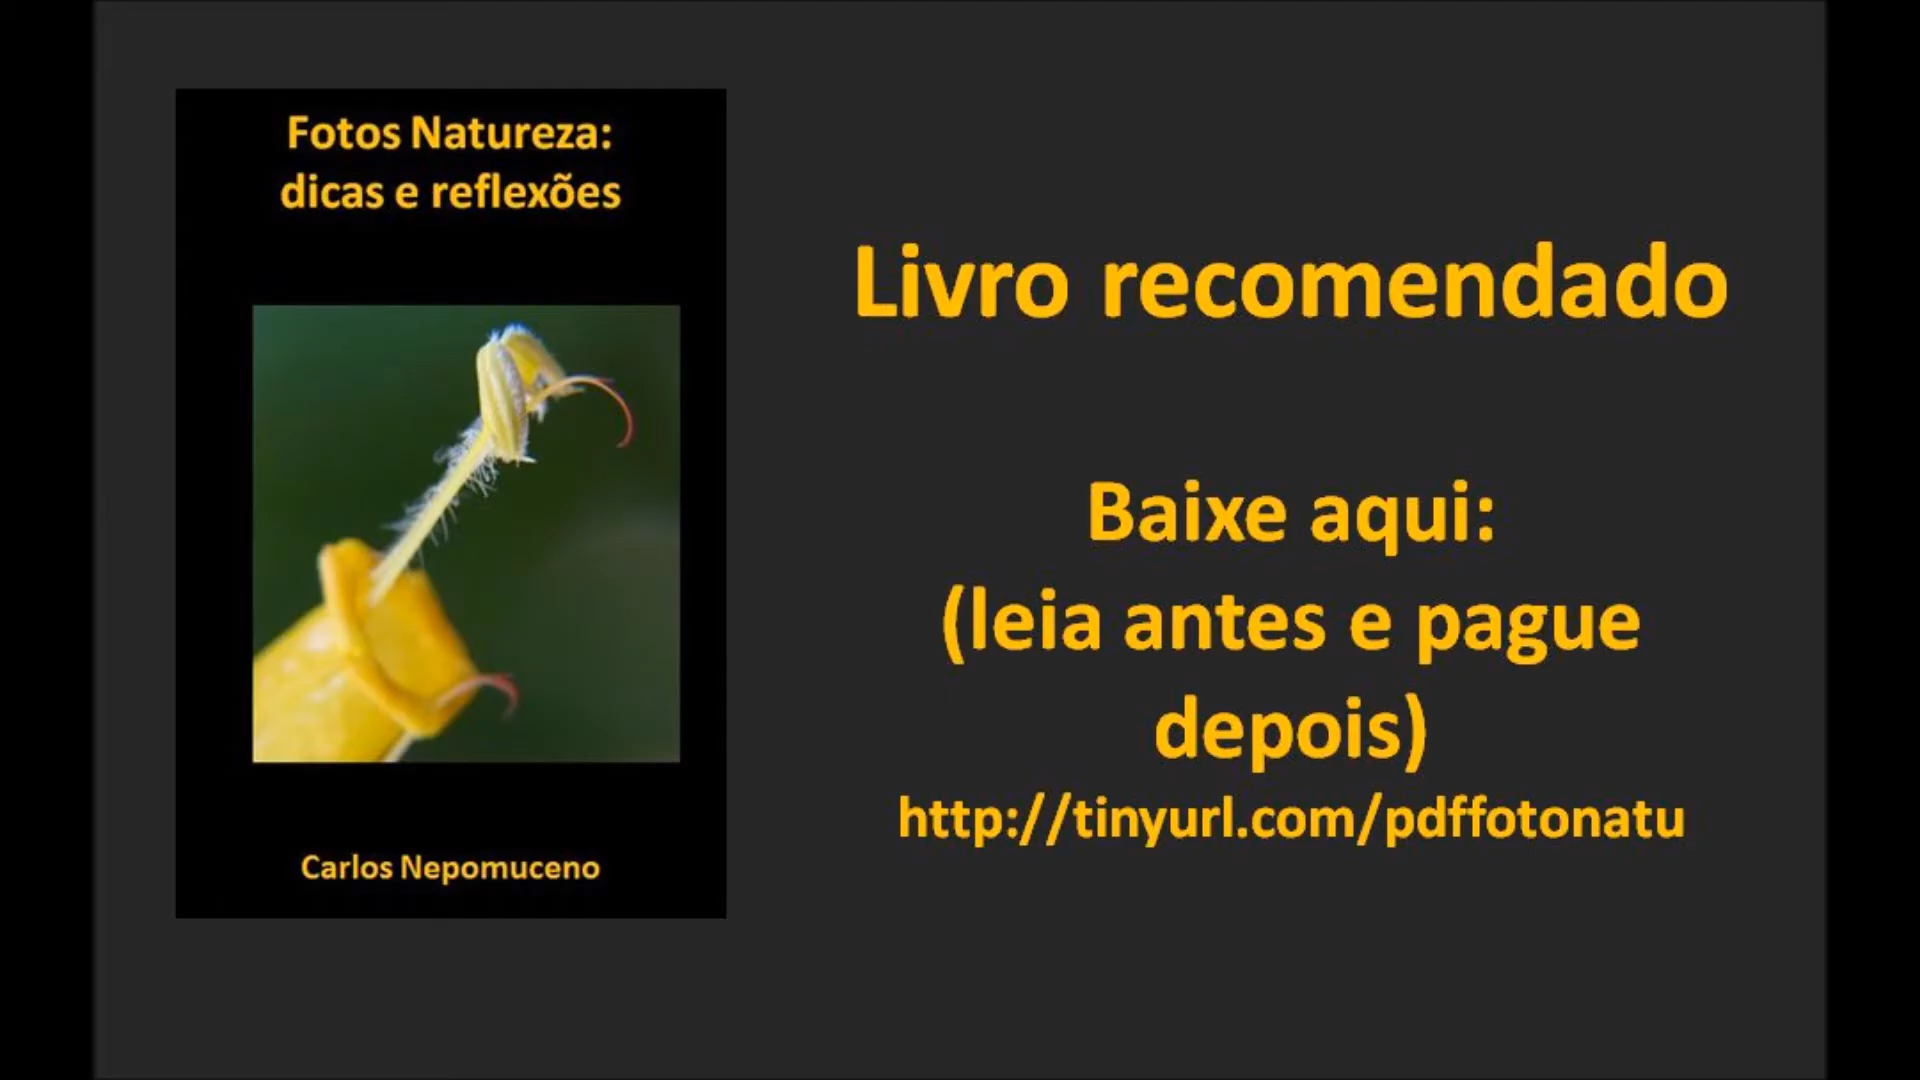 Fotos Natureza:
dicas e reflexões
Carlos Nepomuceno
Livro recomendado
Baixe aqui:
(leia antes e pague
depois)
http://tinyurl.com/pdffotonatu